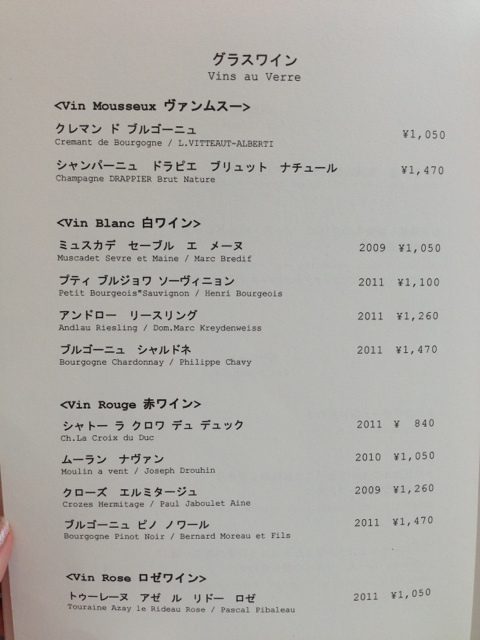 グラスワイン
Vins au Verre
<Vin Mousseux ヴァンムスー>
クレマン ド ブルゴーニュ ¥1,050
Cremant de Bourgogne / L.VITTEAUT-ALBERTI
シャンパーニュ ドラピエ ブリュット ナチュール ¥1,470
Champagne DRAPPIER Brut Nature
<Vin Blanc 白ワイン>
ミュスカデ セーブル エ メーヌ 2009 ¥1,050
Muscadet Sevre et Maine / Marc Bredif
プティ ブルジョワ ソーヴィニョン 2011 ¥1,100
Petit Bourgeois"Sauvignon / Henri Bourgeois
アンドロー リースリング 2011 ¥1,260
Andlau Riesling / Dom.Marc Kreydenweiss
ブルゴーニュ シャルドネ 2011 ¥1,470
Bourgogne Chardonnay / Philippe Chavy
<Vin Rouge 赤ワイン>
シャトー ラ クロワ デュ デュック 2011 ¥ 840
Ch.La Croix du Duc
ムーラン ナヴァン 2010 ¥1,050
Moulin a vent / Joseph Drouhin
クローズ エルミタージュ 2009 ¥1,260
Crozes Hermitage / Paul Jaboulet Aine
ブルゴーニュ ピノ ノワール 2011 ¥1,470
Bourgogne Pinot Noir / Bernard Moreau et Fils
<Vin Rose ロゼワイン>
トゥーレーヌ アゼ ル リドー ロゼ 2011 ¥1,050
Touraine Azay le Rideau Rose / Pascal Pibaleau